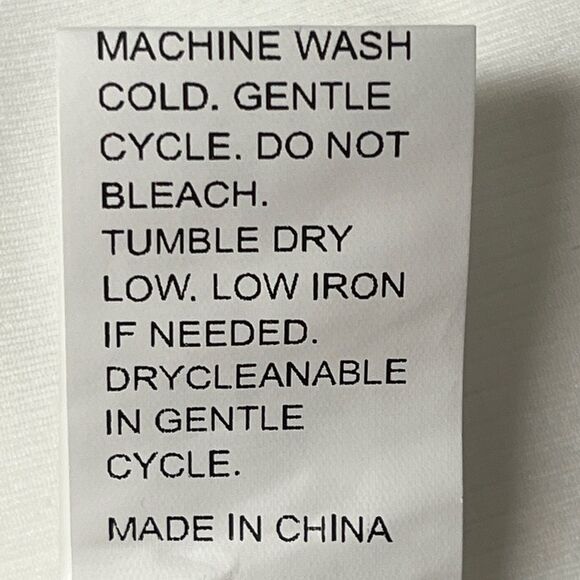 MACHINE WASH
COLD. GENTLE
CYCLE. DO NOT
BLEACH.
TUMBLE DRY
LOW. LOW IRON
IF NEEDED.
DRYCLEANABLE
IN GENTLE
CYCLE.
MADE IN CHINA